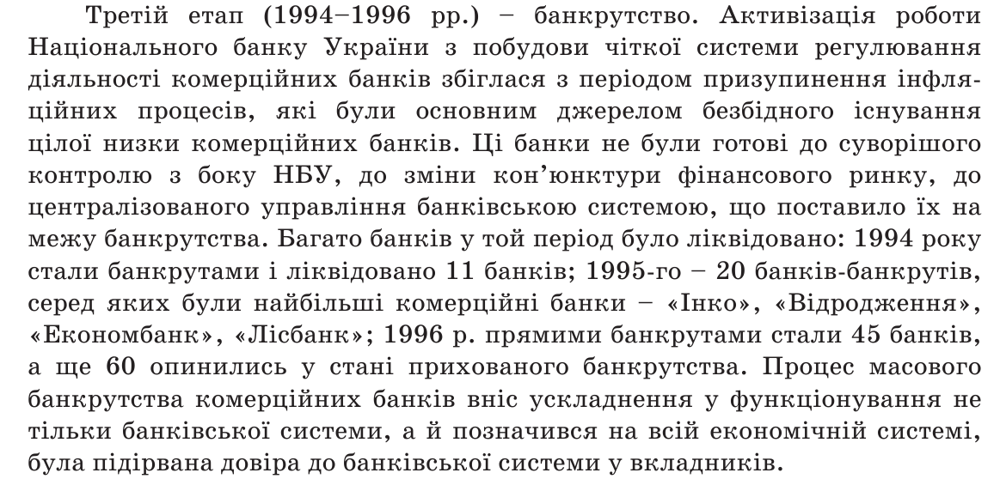 Третій етап (1994–1996 рр.) – банкрутство. Активізація роботи
Національного банку України з побудови чіткої системи регулювання
діяльності комерційних банків збіглася з періодом призупинення інфля-
ційних процесів, які були основним джерелом безбідного існування
цілої низки комерційних банків. Ці банки не були готові до суворішого
контролю з боку НБУ, до зміни кон’юнктури фінансового ринку, до
централізованого управління банківською системою, що поставило їх на
межу банкрутства. Багато банків у той період було ліквідовано: 1994 року
стали банкрутами і ліквідовано 11 банків; 1995-го – 20 банків-банкрутів,
серед яких були найбільші комерційні банки – «Інко», «Відродження»,
«Економбанк», «Лісбанк»; 1996 р. прямими банкрутами стали 45 банків,
а ще 60 опинились у стані прихованого банкрутства. Процес масового
банкрутства комерційних банків вніс ускладнення у функціонування не
тільки банківської системи, а й позначився на всій економічній системі,
була підірвана довіра до банківської системи у вкладників.